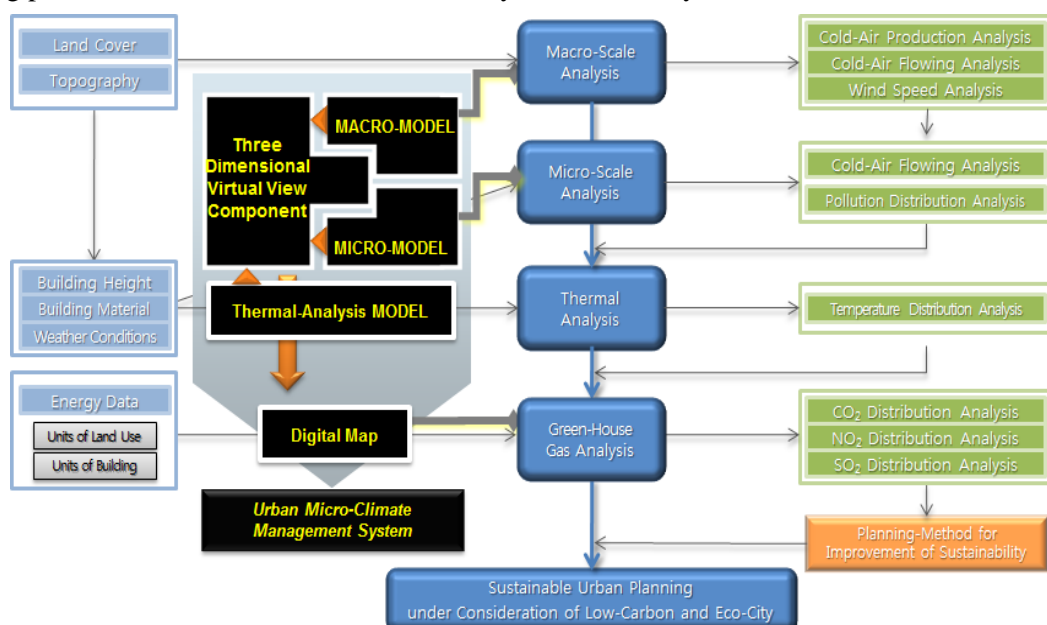 Land Cover
Topography
Macro-Scale
Analysis
Cold-Air Production Analysis
Cold-Air Flowing Analysis
Wind Speed Analysis
MACRO-MODEL
Three
Dimensional
Virtual View
Component
MICRO-MODEL
Micro-Scale
Analysis
Cold-Air Flowing Analysis
Pollution Distribution Analysis
Building Height
Building Material
Weather Conditions
Thermal-Analysis MODEL
Thermal
Analysis
Temperature Distribution Analysis
Energy Data
Units of Land Use
Units of Building
Digital Map
Green-House
Gas Analysis
CO₂ Distribution Analysis
NO₂ Distribution Analysis
SO₂ Distribution Analysis
Urban Micro-Climate
Management System
Planning-Method for
Improvement of Sustainability
Sustainable Urban Planning
under Consideration of Low-Carbon and Eco-City